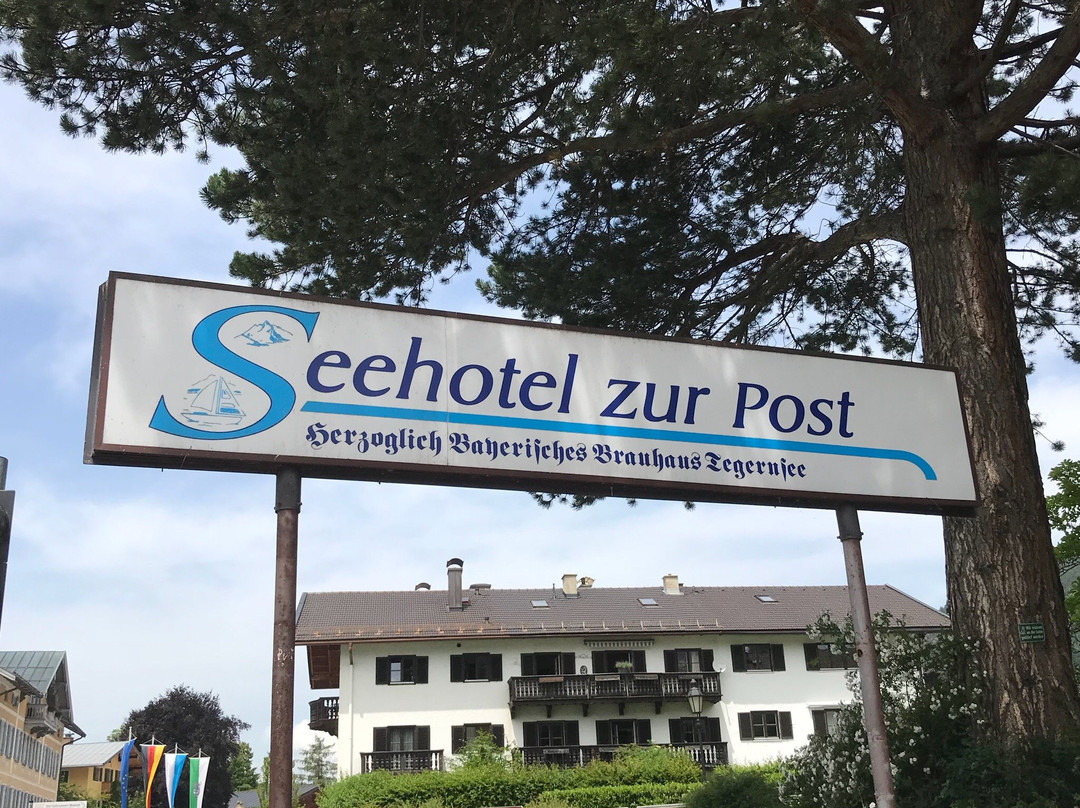 Seehotel zur Post
Herzoglich Bayerisches Brauhaus Tegernsee